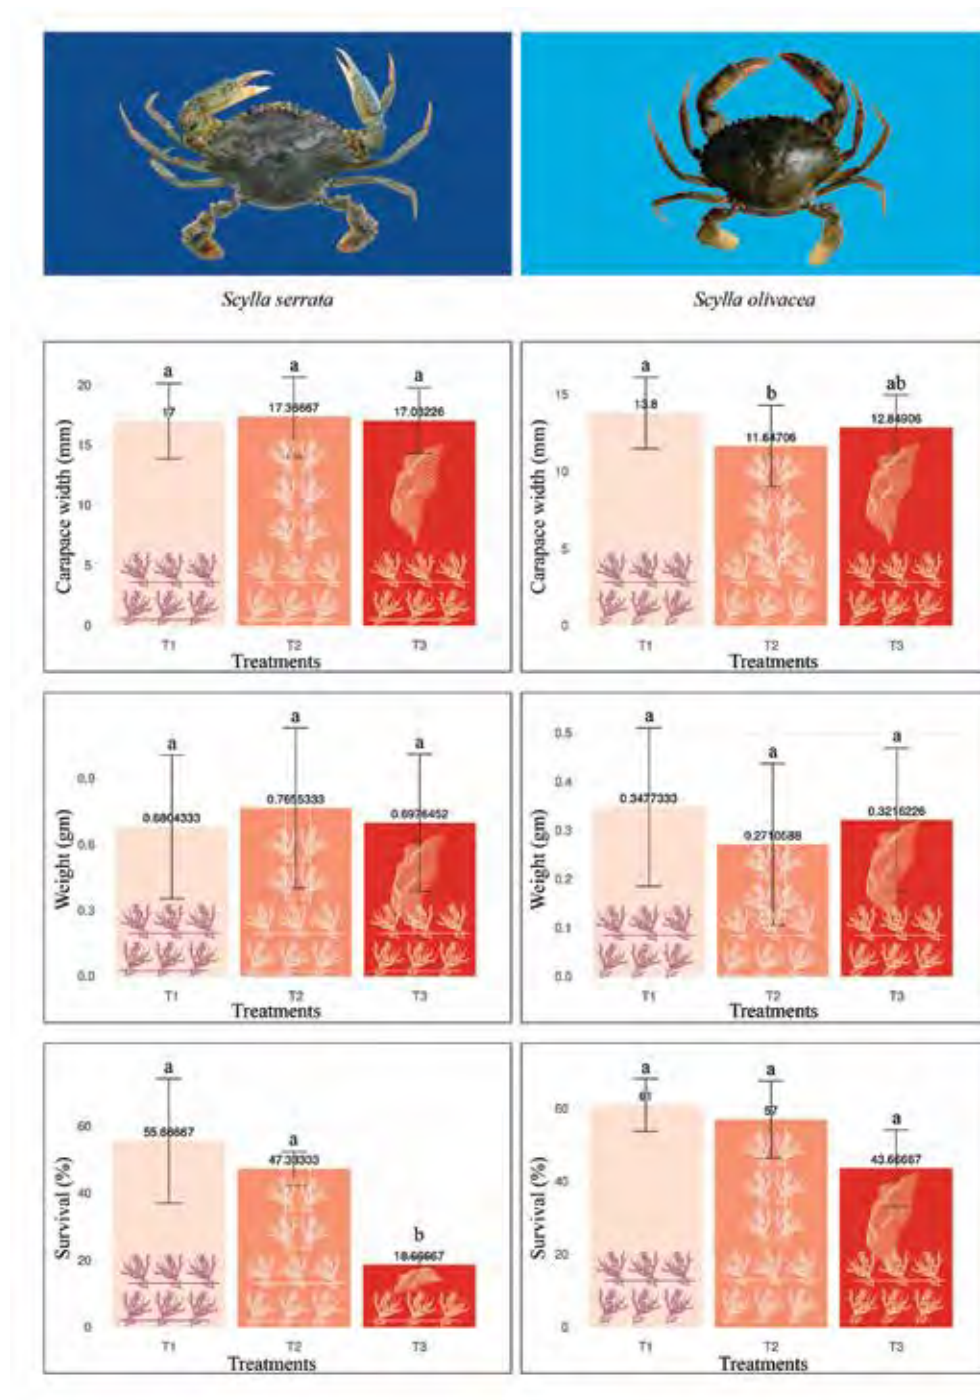 Scylla serrata
Scylla olivacea
Carapace width (mm)
20
15
10
5
0
a
17
a
17.36667
a
17.03226
T1
T2
T3
Treatments
Carapace width (mm)
15
10
5
0
a
13.8
b
11.64706
ab
12.84906
T1
T2
T3
Treatments
Weight (gm)
0.9
0.6
0.3
0.0
a
0.6804333
a
0.7655333
a
0.6976452
T1
T2
T3
Treatments
Weight (gm)
0.5
0.4
0.3
0.2
0.1
0.0
a
0.3477333
a
0.2710588
a
0.3216226
T1
T2
T3
Treatments
Survival (%)
60
40
20
0
a
55.66667
a
47.33333
b
18.66667
T1
T2
T3
Treatments
Survival (%)
60
40
20
0
a
61
a
57
a
43.66667
T1
T2
T3
Treatments